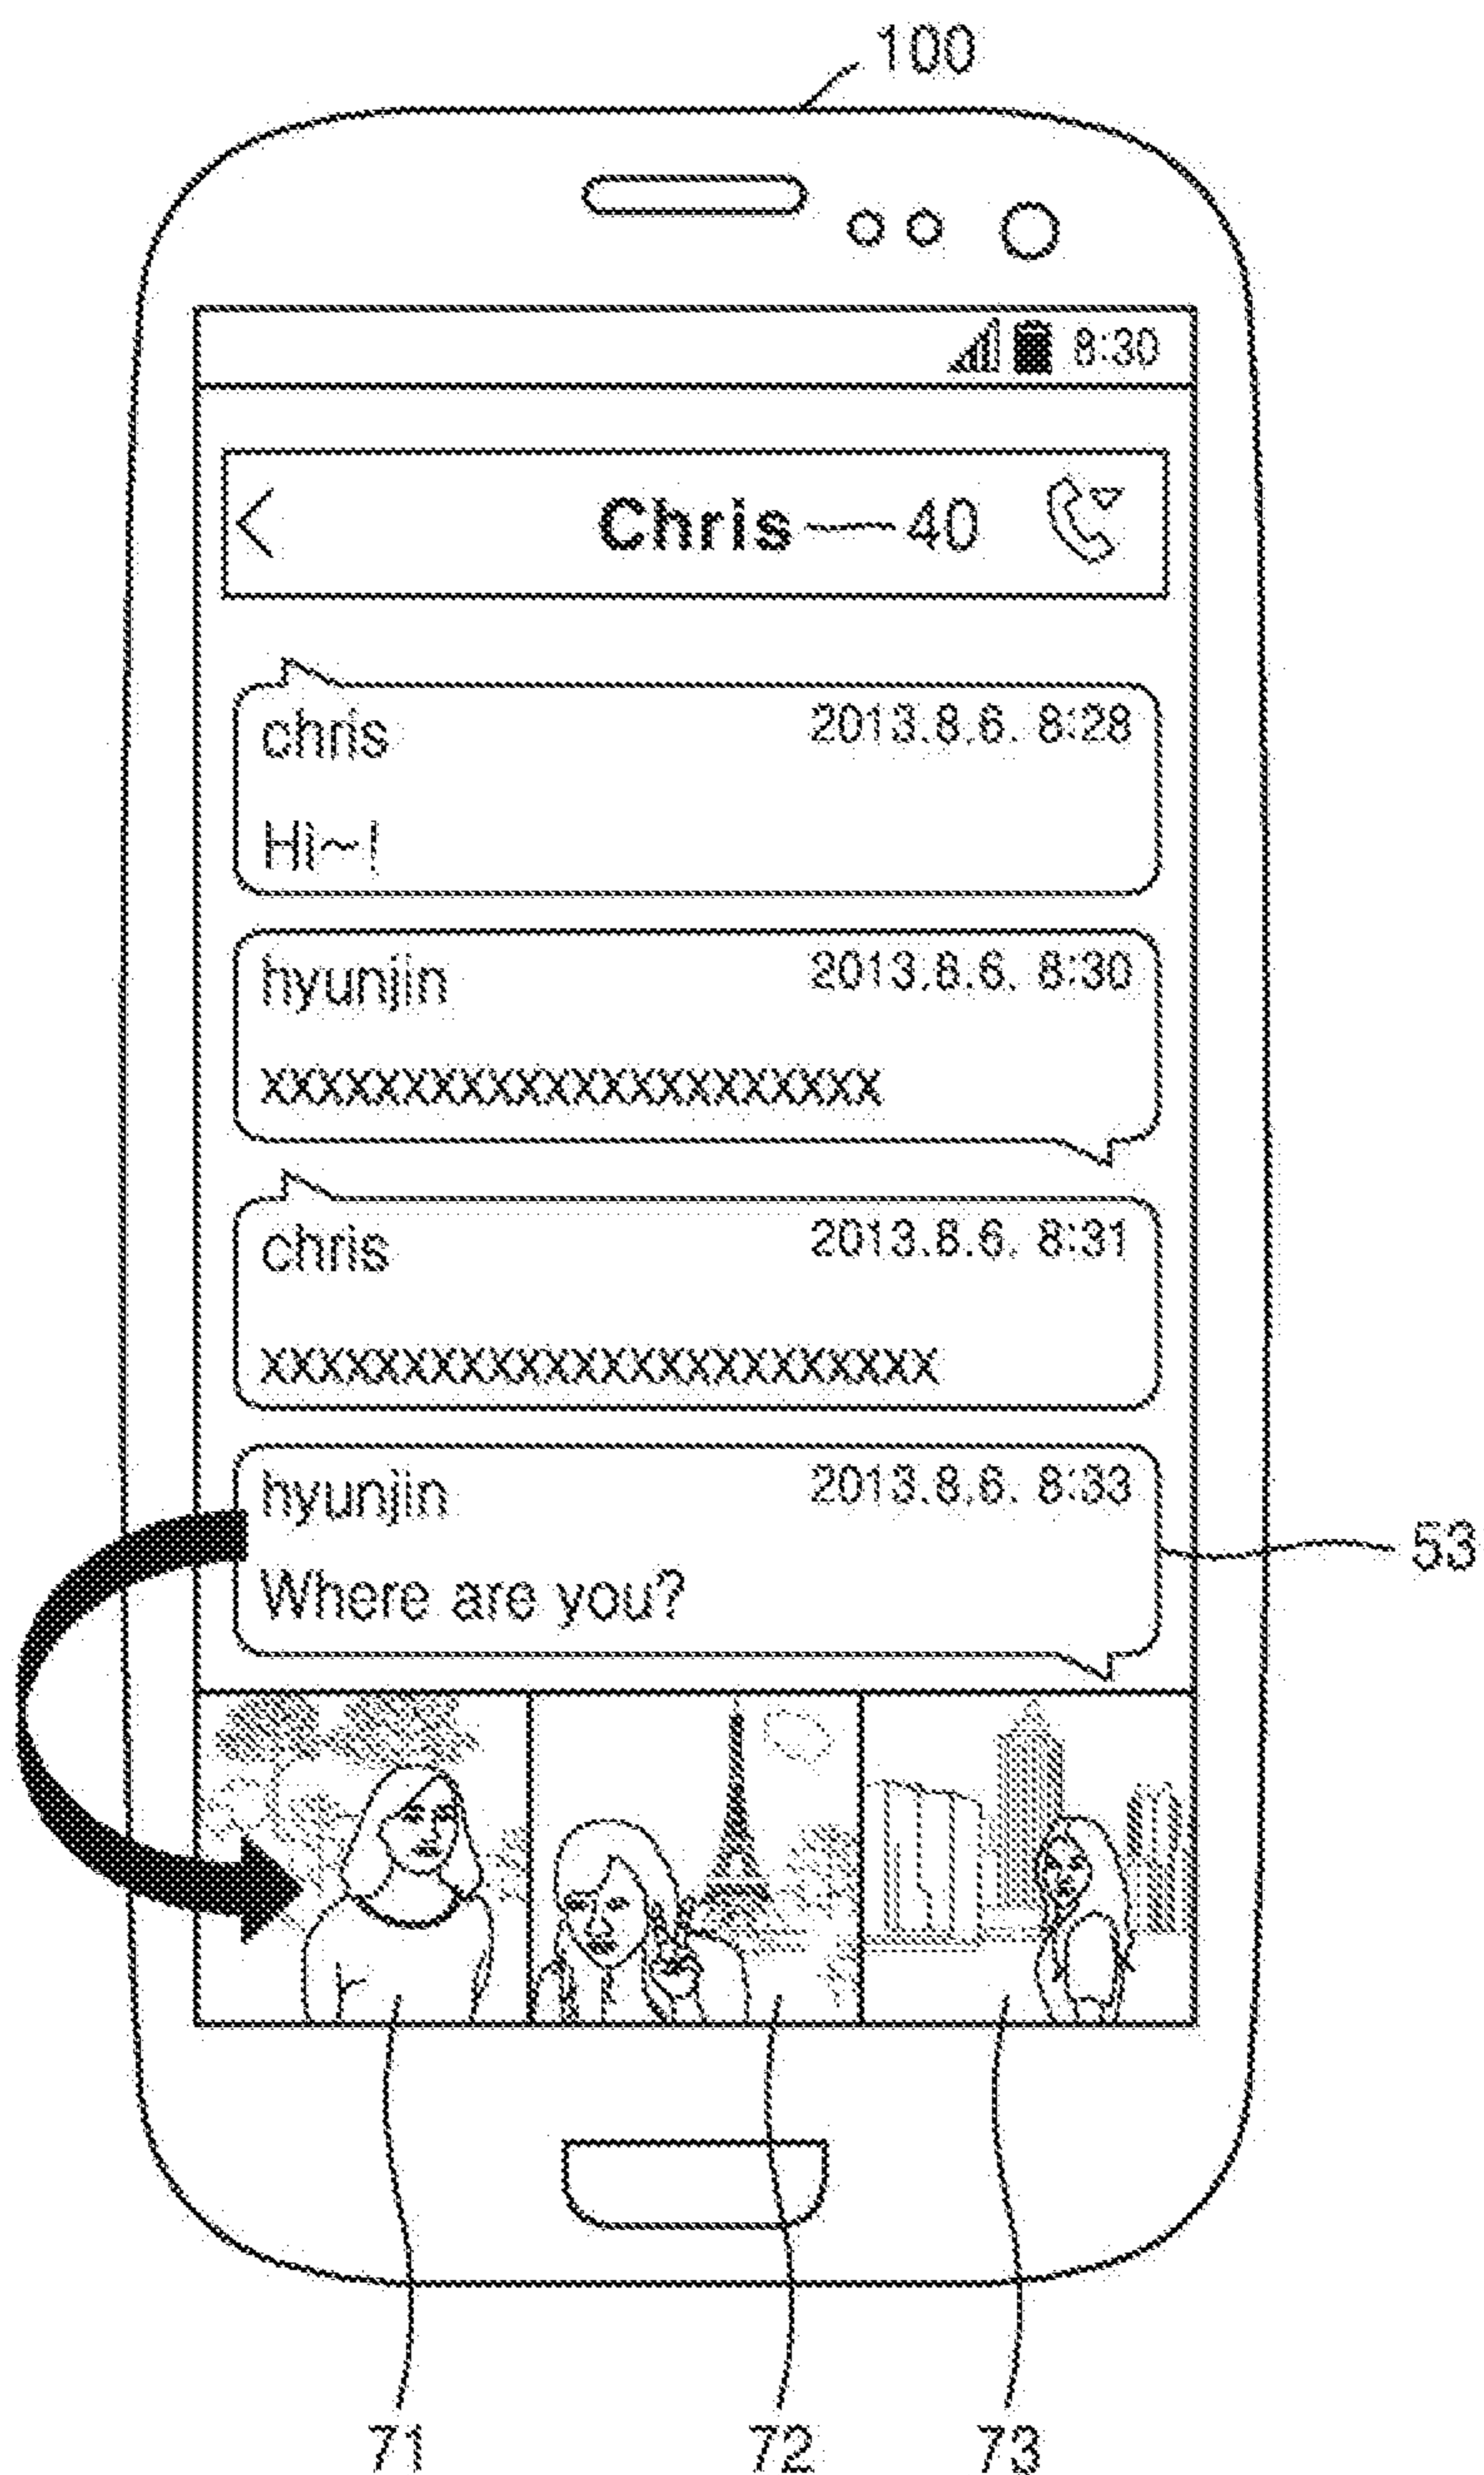 100
8:30
Chris 40
chris 2013.8.6. 8:28
Hi~!
hyunjin 2013.8.6. 8:30
xxxxxxxxxxxxxxxxxxxxxx
chris 2013.8.6. 8:31
xxxxxxxxxxxxxxxxxxxxxxxx
hyunjin 2013.8.6. 8:33
53
Where are you?
71 72 73